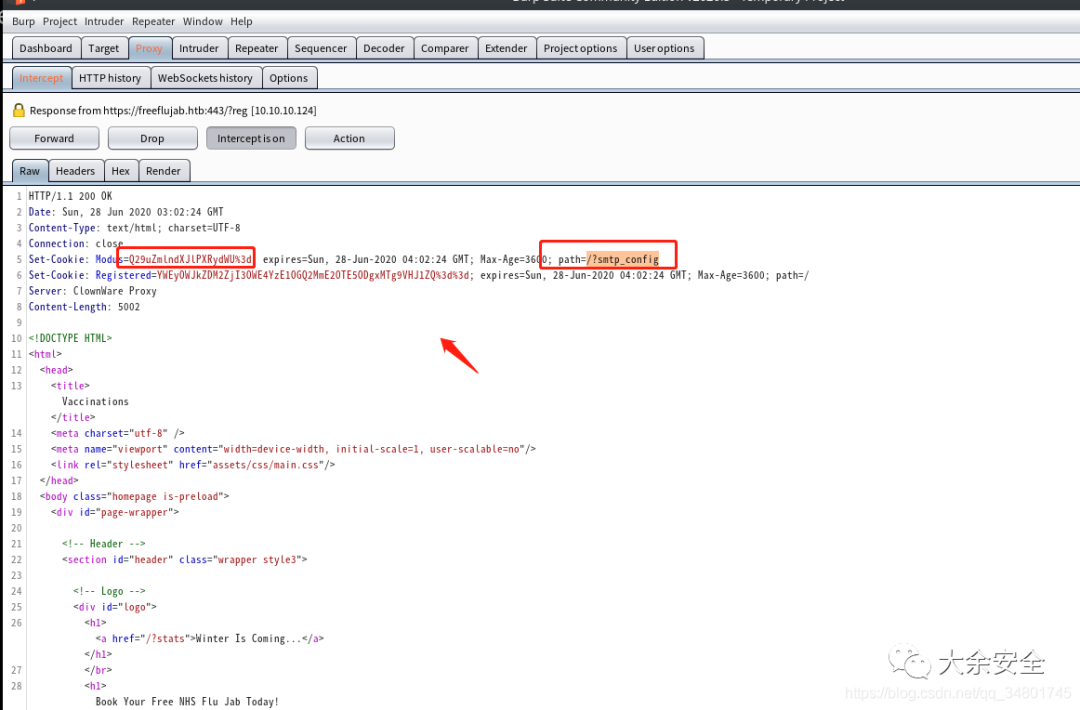 Burp Project Intruder Repeater Window Help
Dashboard Target Proxy Intruder Repeater Sequencer Decoder Comparer Extender Project options User options
Intercept HTTP history WebSockets history Options
Response from https://freeflujab.htb:443/?reg [10.10.10.124]
Forward Drop Intercept is on Action
Raw Headers Hex Render
1 HTTP/1.1 200 OK
2 Date: Sun, 28 Jun 2020 03:02:24 GMT
3 Content-Type: text/html; charset=UTF-8
4 Connection: close
5 Set-Cookie: Modus=Q29uZmlndXJlPXRydWU%3d; expires=Sun, 28-Jun-2020 04:02:24 GMT; Max-Age=3600; path=/?smtp_config
6 Set-Cookie: Registered=YWEyOWJkZDM2ZjI3OWE4YzE1OGQ2MmE2OTE5ODgxMTg9VHJ1ZQ%3d%3d; expires=Sun, 28-Jun-2020 04:02:24 GMT; Max-Age=3600; path=/
7 Server: ClownWare Proxy
8 Content-Length: 5002
9
10 <!DOCTYPE HTML>
11 <html>
12 <head>
13 <title>
Vaccinations
</title>
14 <meta charset="utf-8" />
15 <meta name="viewport" content="width=device-width, initial-scale=1, user-scalable=no"/>
16 <link rel="stylesheet" href="assets/css/main.css"/>
17 </head>
18 <body class="homepage is-preload">
19 <div id="page-wrapper">
20
21 <!-- Header -->
22 <section id="header" class="wrapper style3">
23
24 <!-- Logo -->
25 <div id="logo">
26 <h1>
<a href="/?stats">Winter Is Coming...</a>
</h1>
27 </br>
28 <h1>
Book Your Free NHS Flu Jab Today!
大余安全
https://blog.csdn.net/qq_34801745